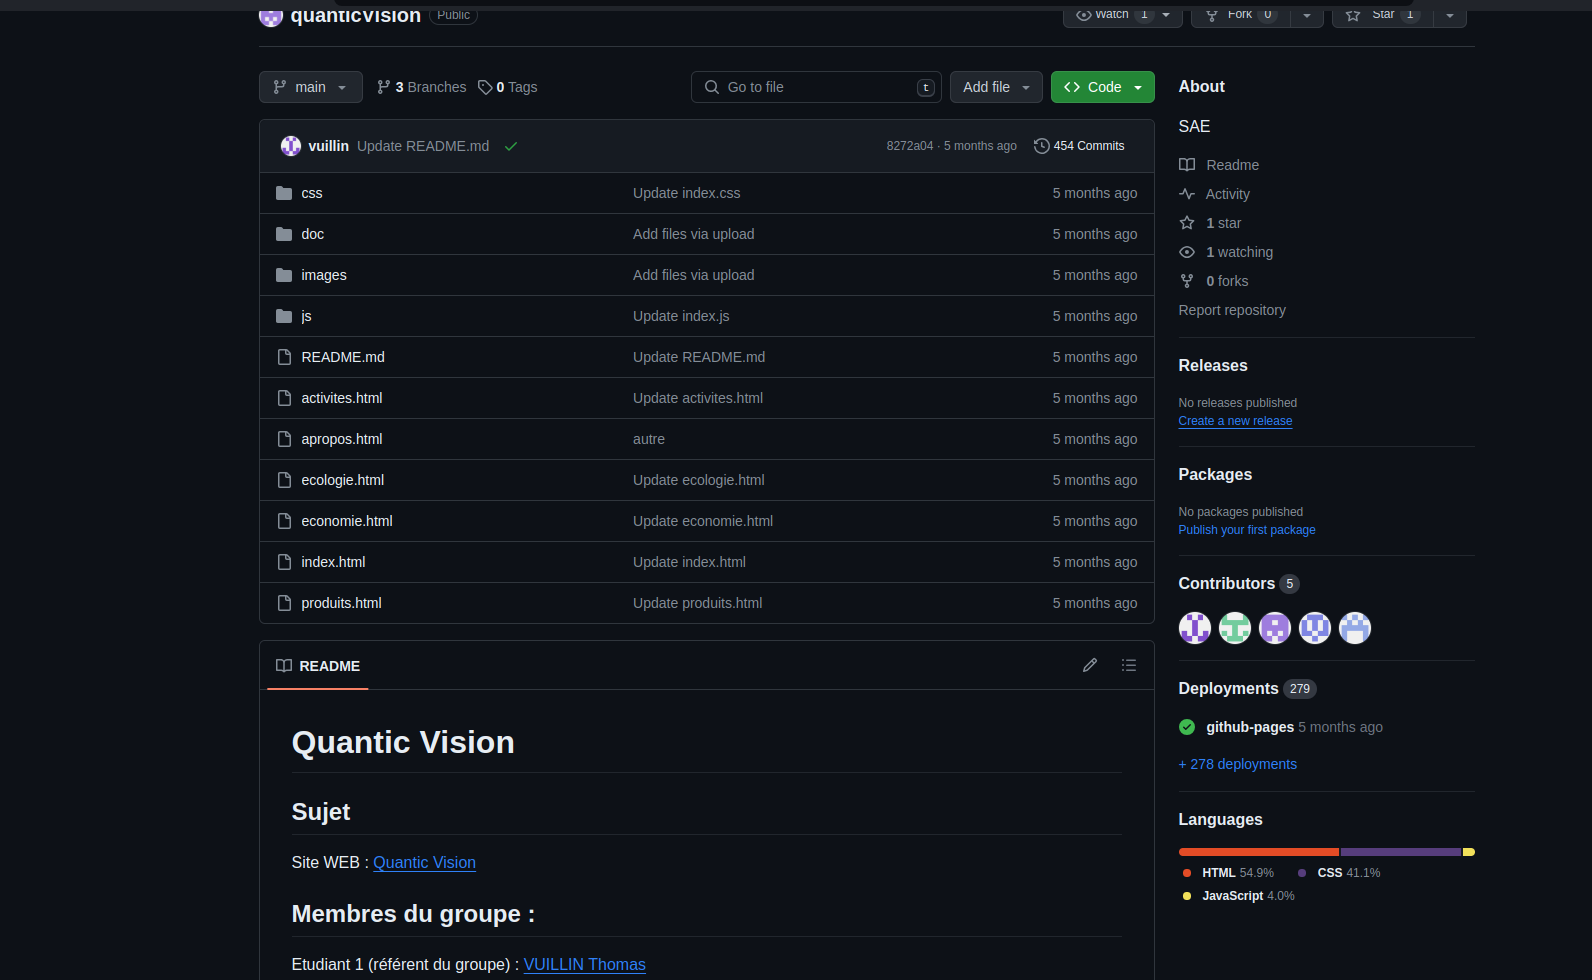 quanticVision Public
Watch 1 Fork 0 Star 1
main 3 Branches 0 Tags Go to file t Add file Code
vuillin Update README.md 8272a04 · 5 months ago 454 Commits
css Update index.css 5 months ago
doc Add files via upload 5 months ago
images Add files via upload 5 months ago
js Update index.js 5 months ago
README.md Update README.md 5 months ago
activites.html Update activites.html 5 months ago
apropos.html autre 5 months ago
ecologie.html Update ecologie.html 5 months ago
economie.html Update economie.html 5 months ago
index.html Update index.html 5 months ago
produits.html Update produits.html 5 months ago
README
Quantic Vision
Sujet
Site WEB : Quantic Vision
Membres du groupe :
Etudiant 1 (référent du groupe) : VUILLIN Thomas
About
SAE
Readme
Activity
1 star
1 watching
0 forks
Report repository
Releases
No releases published
Create a new release
Packages
No packages published
Publish your first package
Contributors 5
Deployments 279
github-pages 5 months ago
+ 278 deployments
Languages
HTML 54.9% CSS 41.1%
JavaScript 4.0%